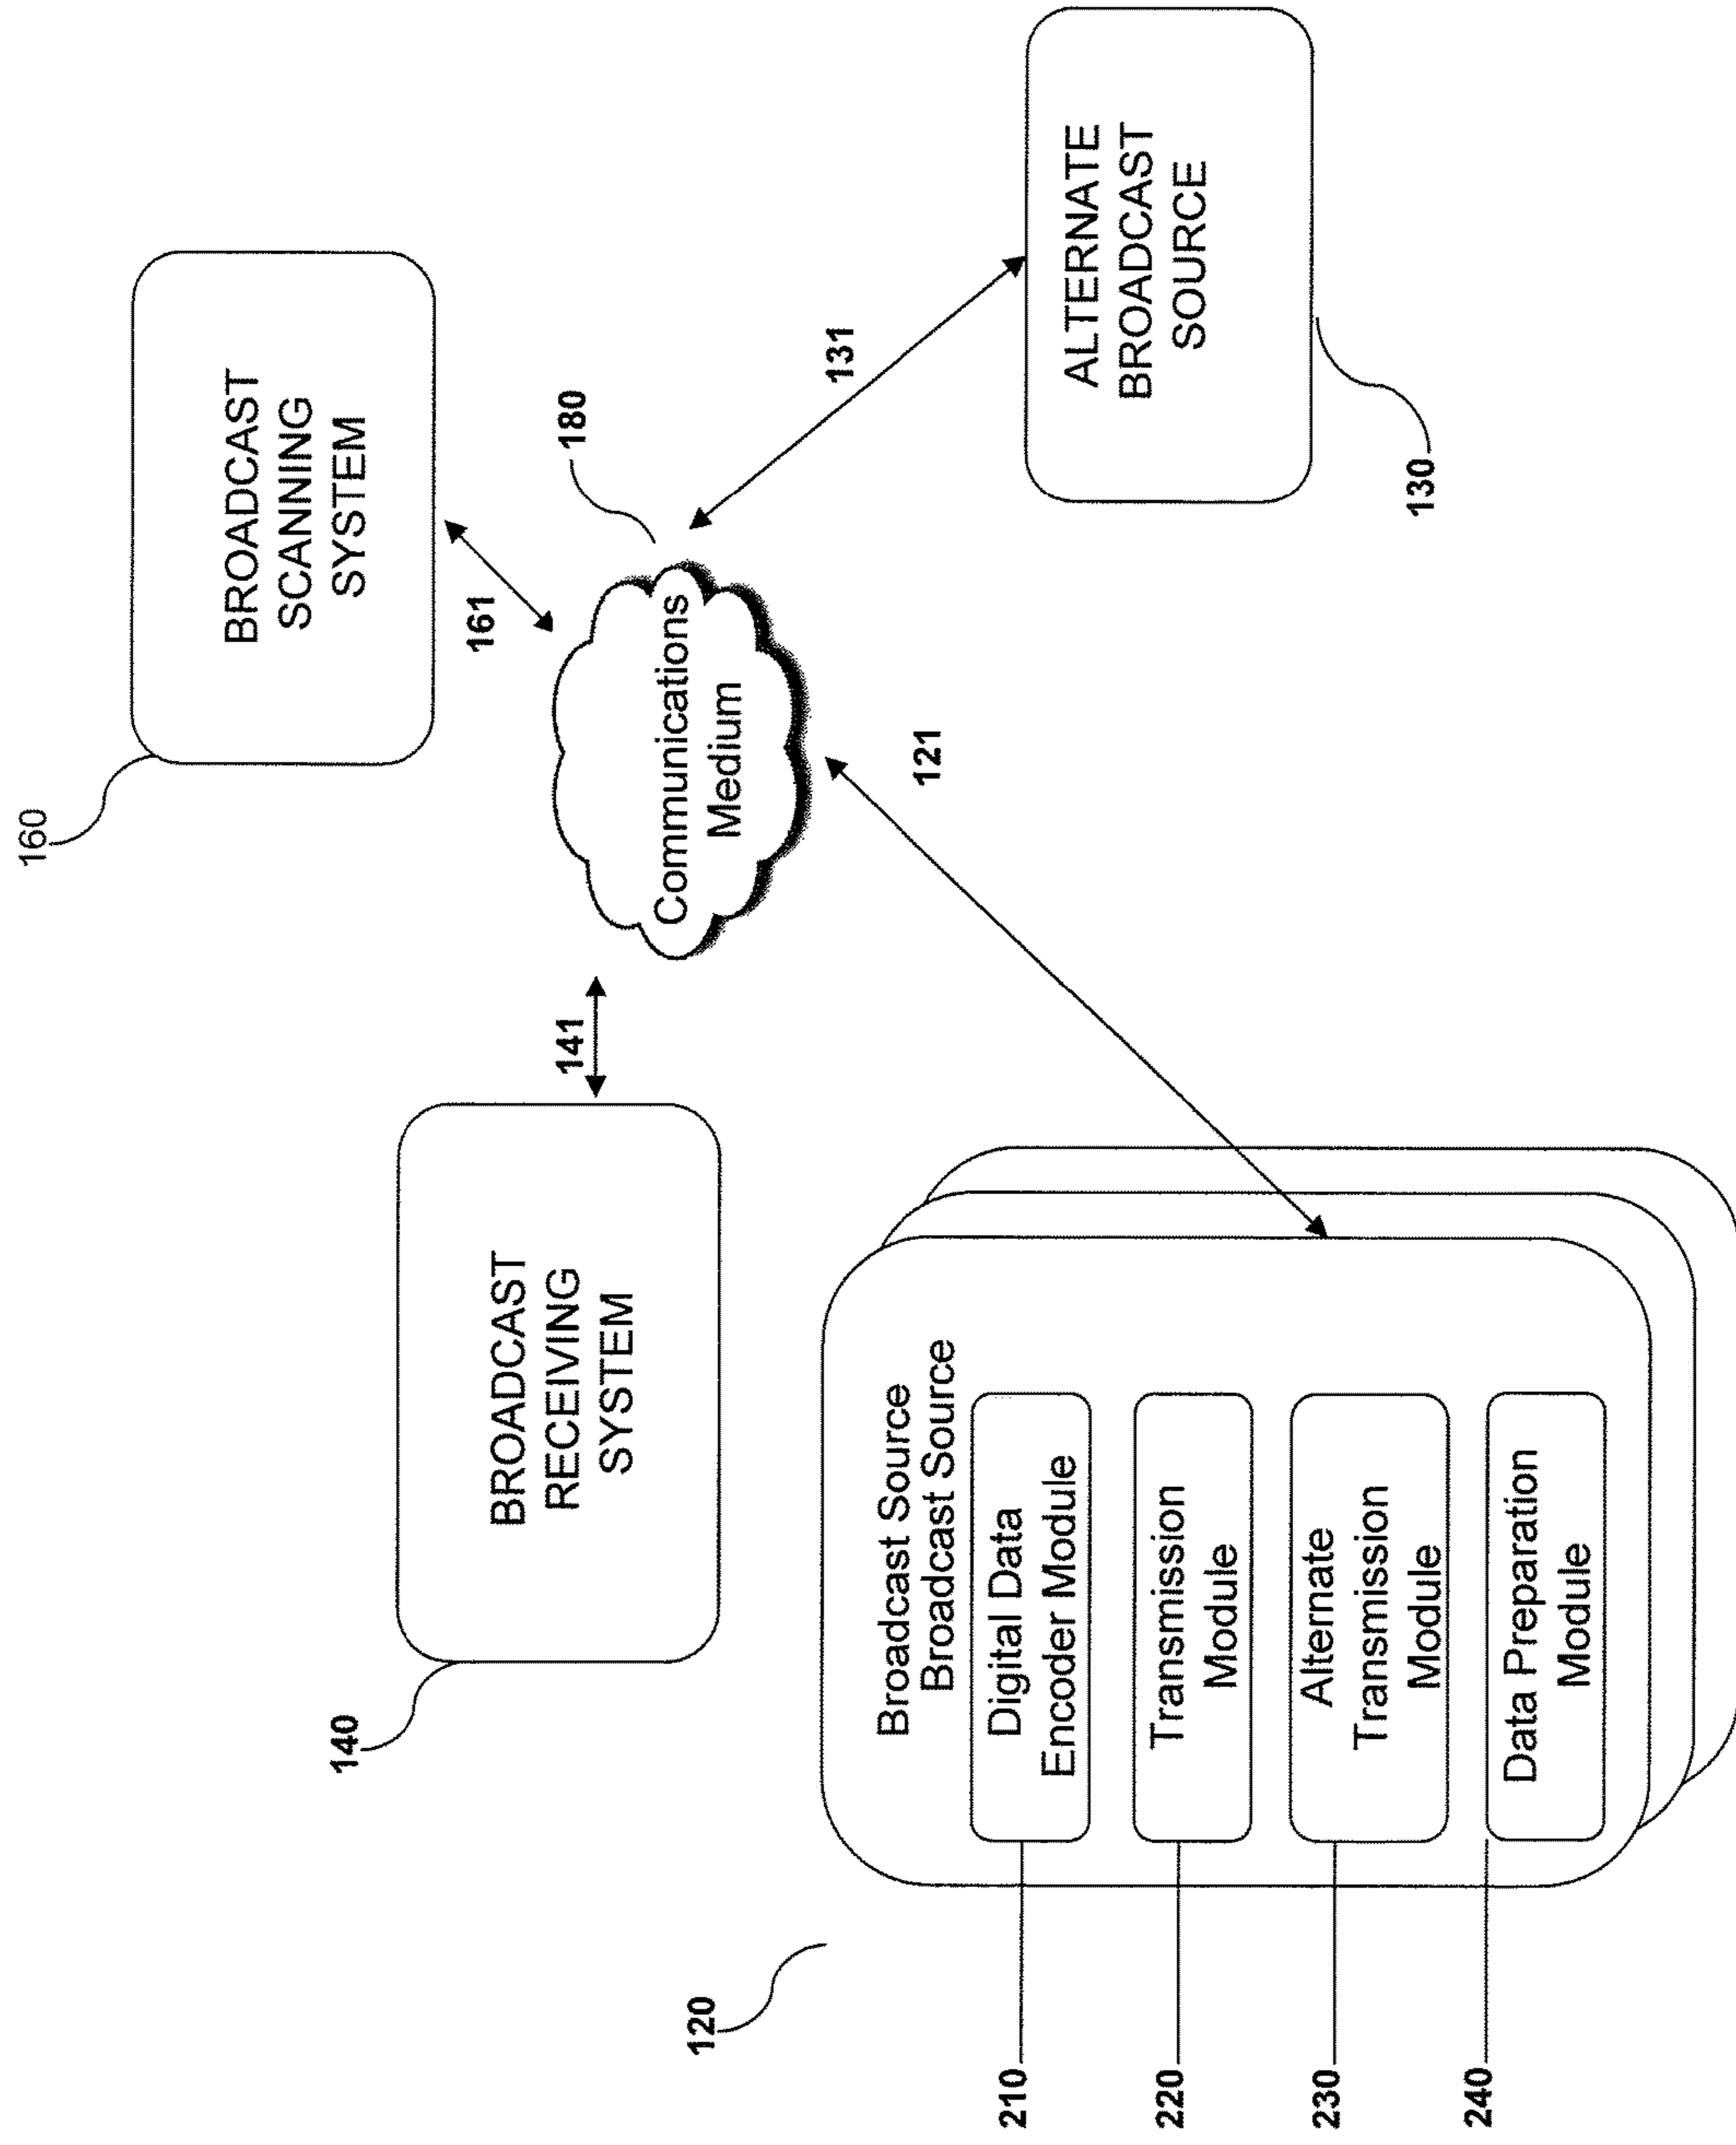 160
BROADCAST
SCANNING
SYSTEM
161
180
131
ALTERNATE
BROADCAST
SOURCE
130
Communications
Medium
141
121
140
BROADCAST
RECEIVING
SYSTEM
120
Broadcast Source
Broadcast Source
210
Digital Data
Encoder Module
220
Transmission
Module
230
Alternate
Transmission
Module
240
Data Preparation
Module